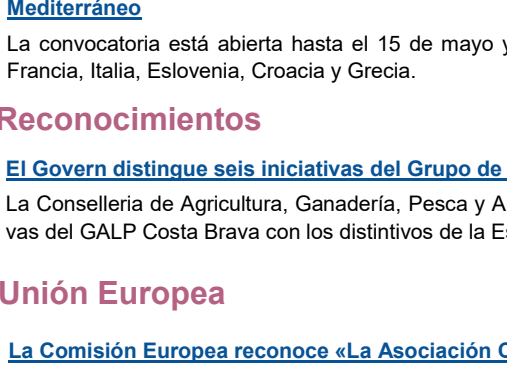 Mediterráneo
La convocatoria está abierta hasta el 15 de mayo y
Francia, Italia, Eslovenia, Croacia y Grecia.
Reconocimientos
El Govern distingue seis iniciativas del Grupo de
La Conselleria de Agricultura, Ganadería, Pesca y A
vas del GALP Costa Brava con los distintivos de la Es
Unión Europea
La Comisión Europea reconoce «La Asociación C